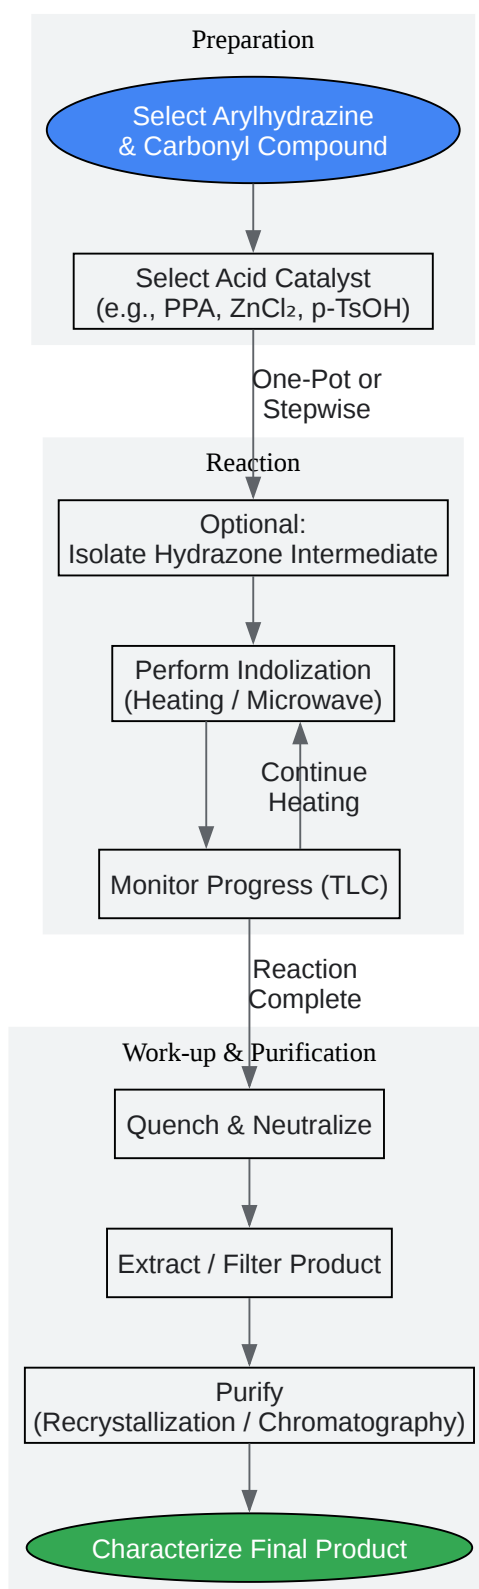 Preparation
Select Arylhydrazine
& Carbonyl Compound
Select Acid Catalyst
(e.g., PPA, ZnCl₂, p-TsOH)
One-Pot or
Stepwise
Reaction
Optional:
Isolate Hydrazone Intermediate
Perform Indolization
(Heating / Microwave)
Continue
Heating
Monitor Progress (TLC)
Reaction
Complete
Work-up & Purification
Quench & Neutralize
Extract / Filter Product
Purify
(Recrystallization / Chromatography)
Characterize Final Product